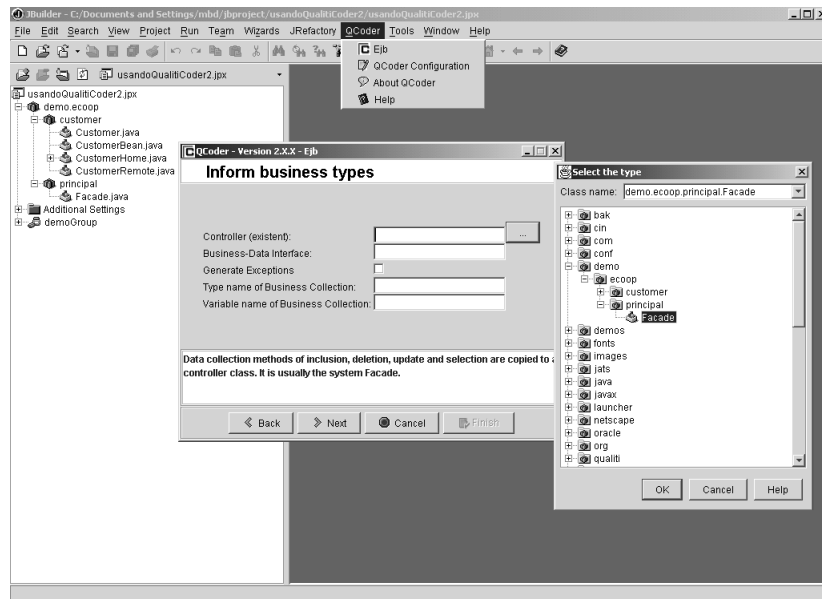 JBuilder - C:/Documents and Settings/mbd/jbproject/usandoQualitiCoder2/usandoQualitiCoder2.jpx
File Edit Search View Project Run Team Wizards JRefactory QCoder Tools Window Help
Ejb
QCoder Configuration
About QCoder
Help
usandoQualitiCoder2.jpx
usandoQualitiCoder2.jpx
demo.ecoop
customer
Customer.java
CustomerBean.java
CustomerHome.java
CustomerRemote.java
principal
Facade.java
Additional Settings
demoGroup
QCoder - Version 2.X.X - Ejb
Inform business types
Controller (existent):
...
Business-Data Interface:
Generate Exceptions
Type name of Business Collection:
Variable name of Business Collection:
Data collection methods of inclusion, deletion, update and selection are copied to
controller class. It is usually the system Facade.
Back Next Cancel Finish
Select the type
Class name: demo.ecoop.principal.Facade
bak
cin
com
conf
demo
ecoop
customer
principal
Facade
demos
fonts
images
jats
java
javax
launcher
netscape
oracle
org
qualiti
OK Cancel Help